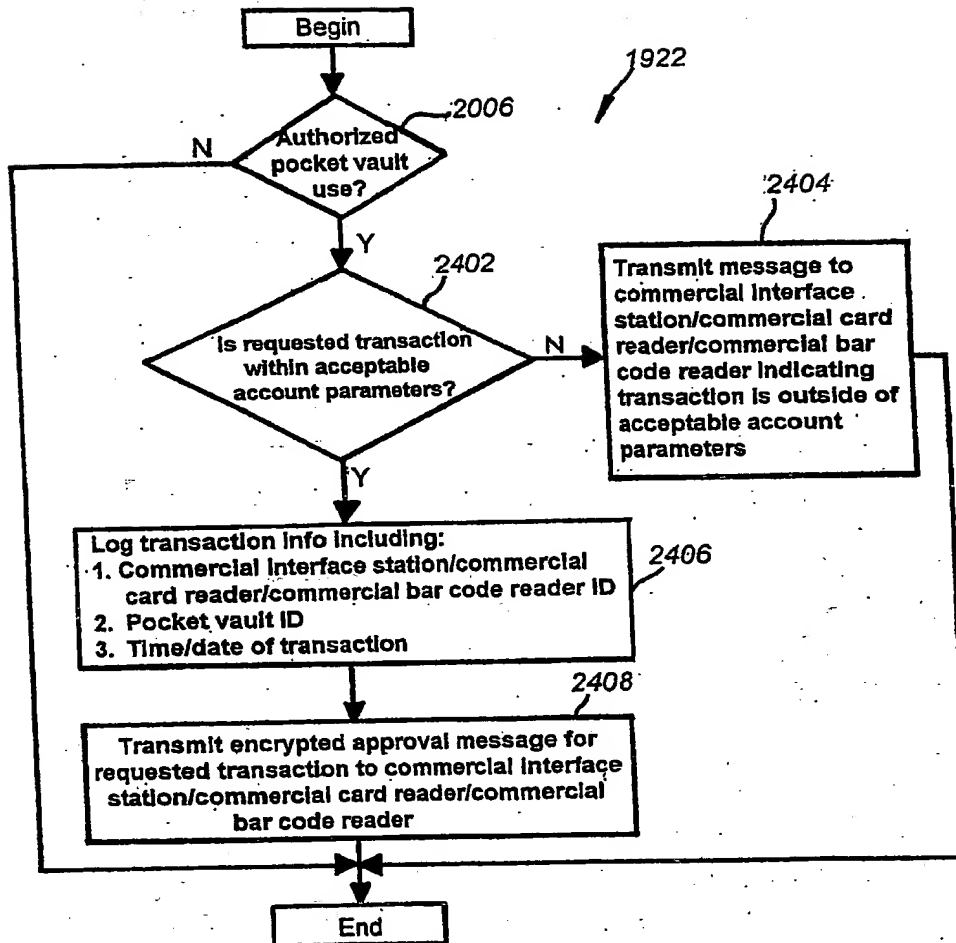 Begin
1922
2006
Authorized
pocket vault
use?
N
Y
2402
2404
Is requested transaction
within acceptable
account parameters?
N
Transmit message to
commercial interface
station/commercial card
reader/commercial bar
code reader indicating
transaction is outside of
acceptable account
parameters
Y
Log transaction info including:
1. Commercial interface station/commercial
card reader/commercial bar code reader ID
2. Pocket vault ID
3. Time/date of transaction
2406
2408
Transmit encrypted approval message for
requested transaction to commercial interface
station/commercial card reader/commercial
bar code reader
End